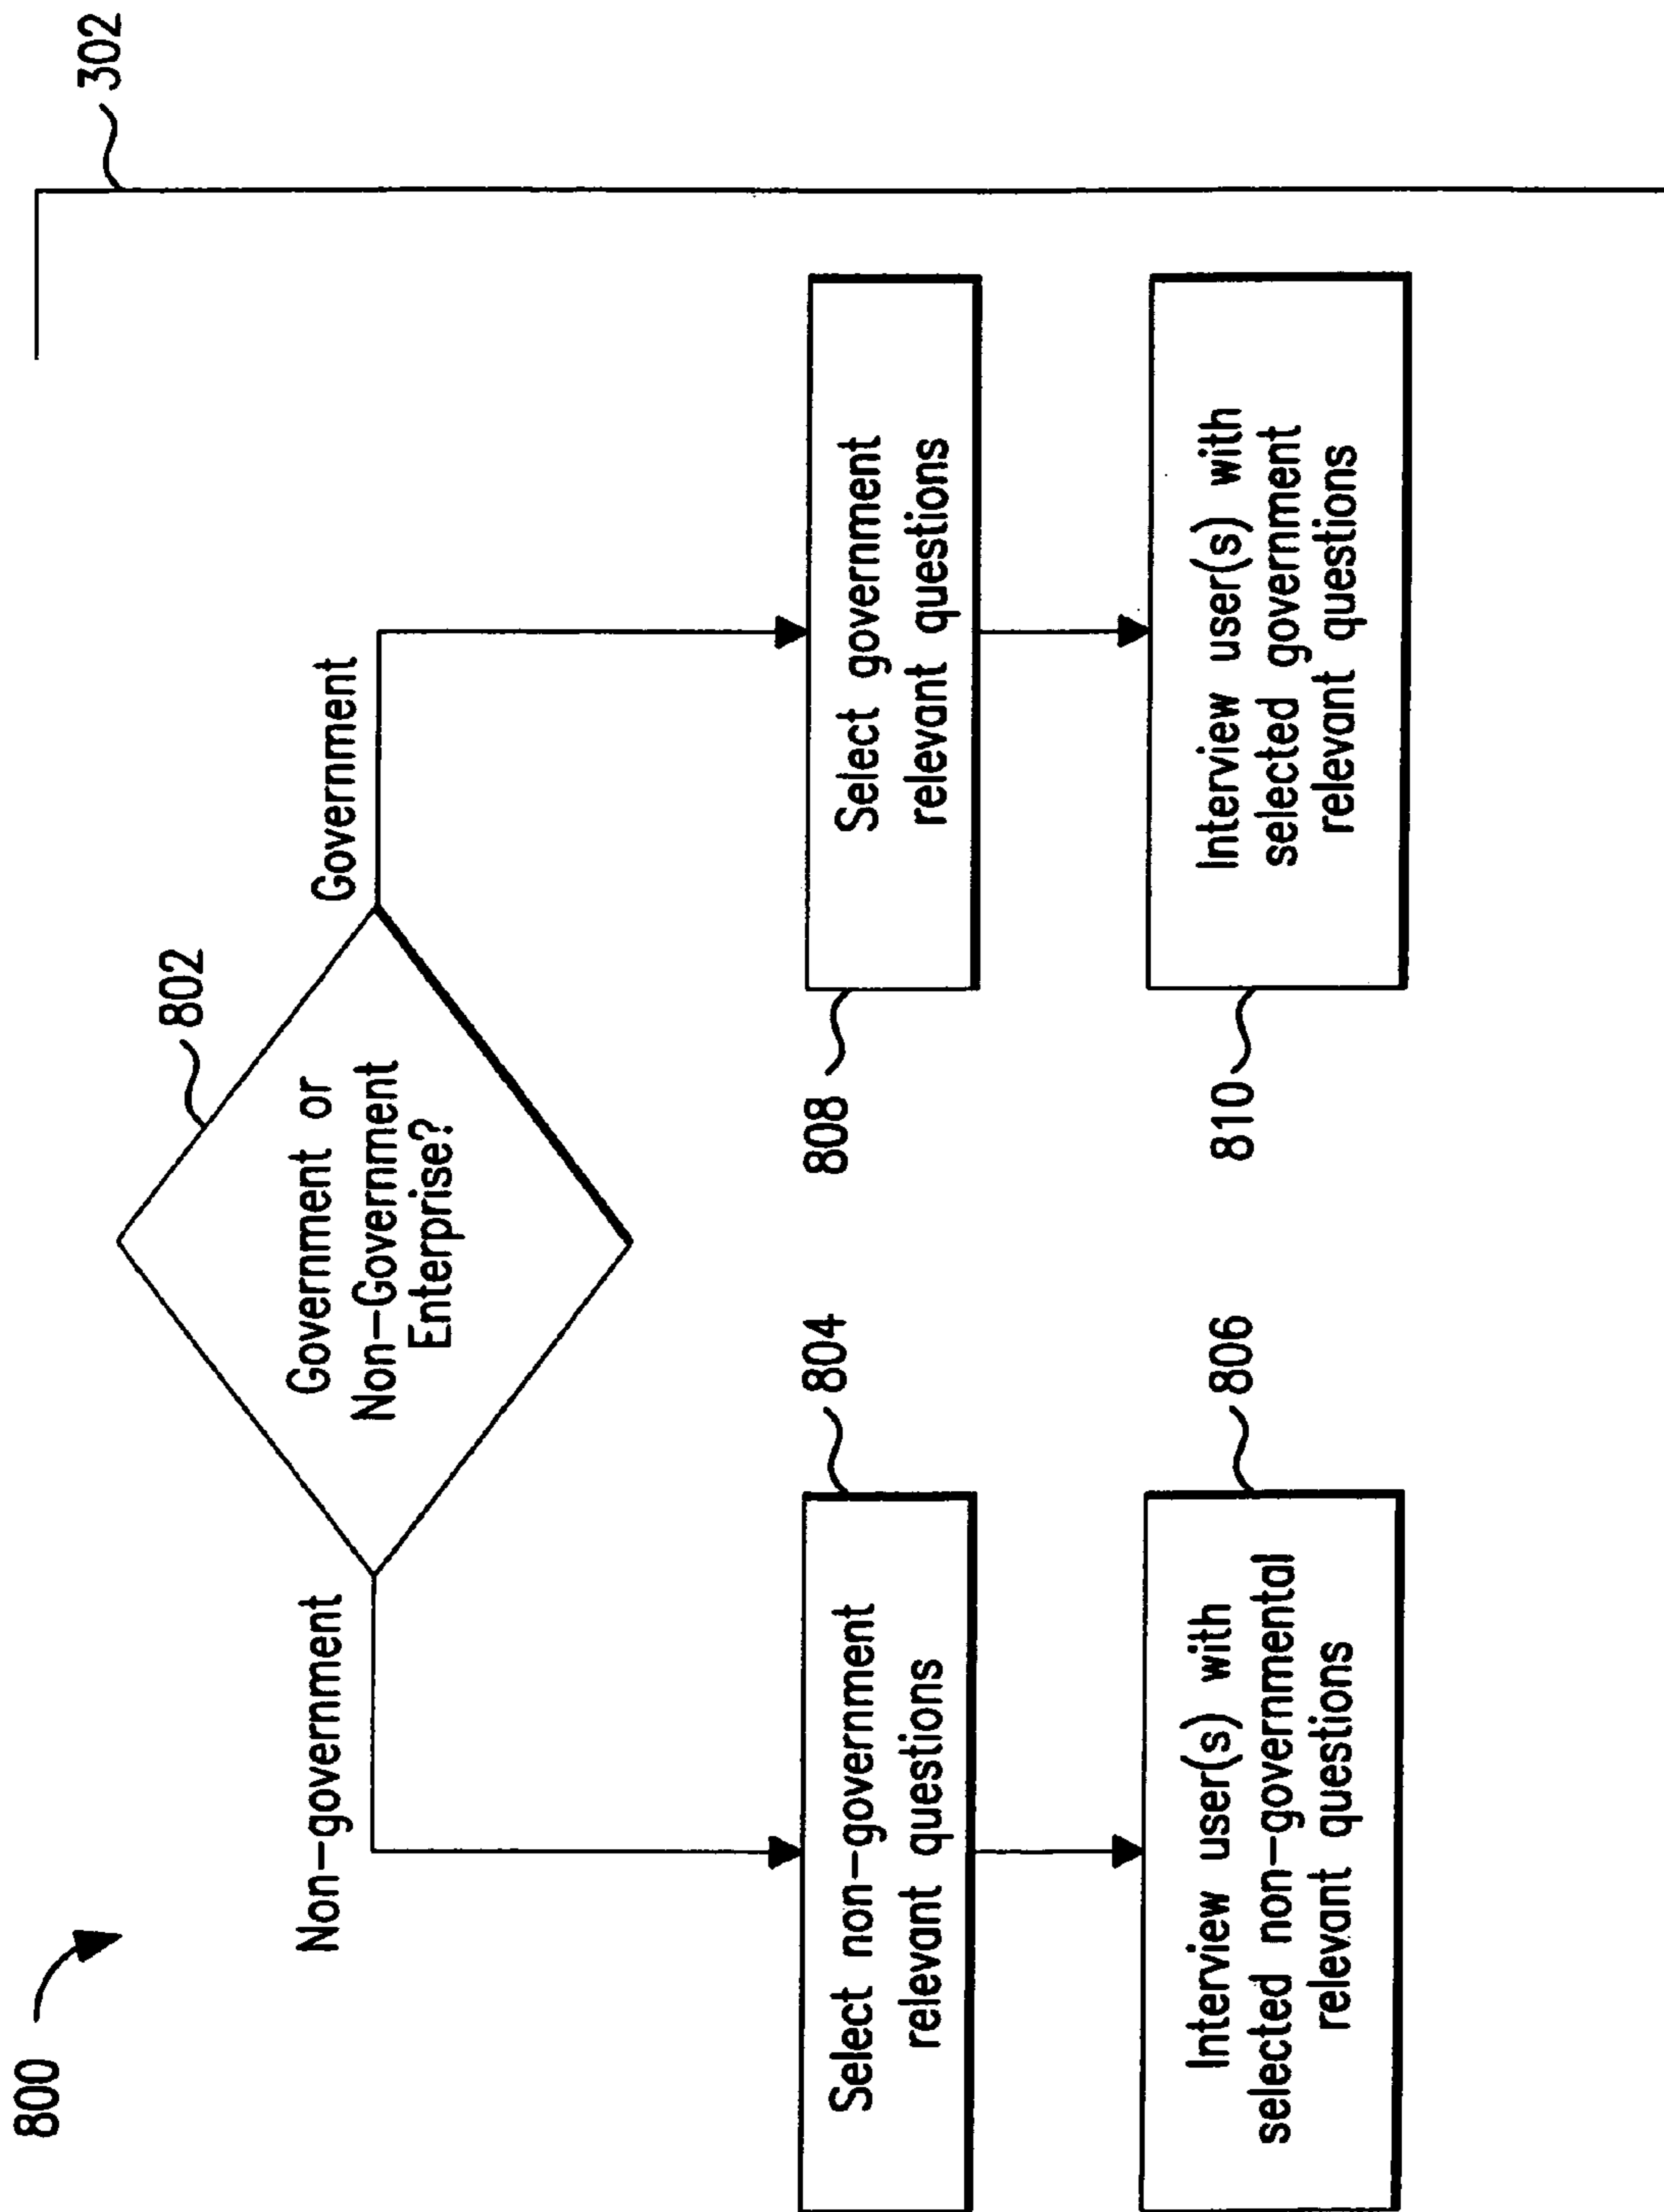 800
302
802
Government or
Non-Government
Enterprise?
Non-government
Government
804
Select non-government
relevant questions
808
Select government
relevant questions
806
Interview user(s) with
selected non-governmental
relevant questions
810
Interview user(s) with
selected government
relevant questions